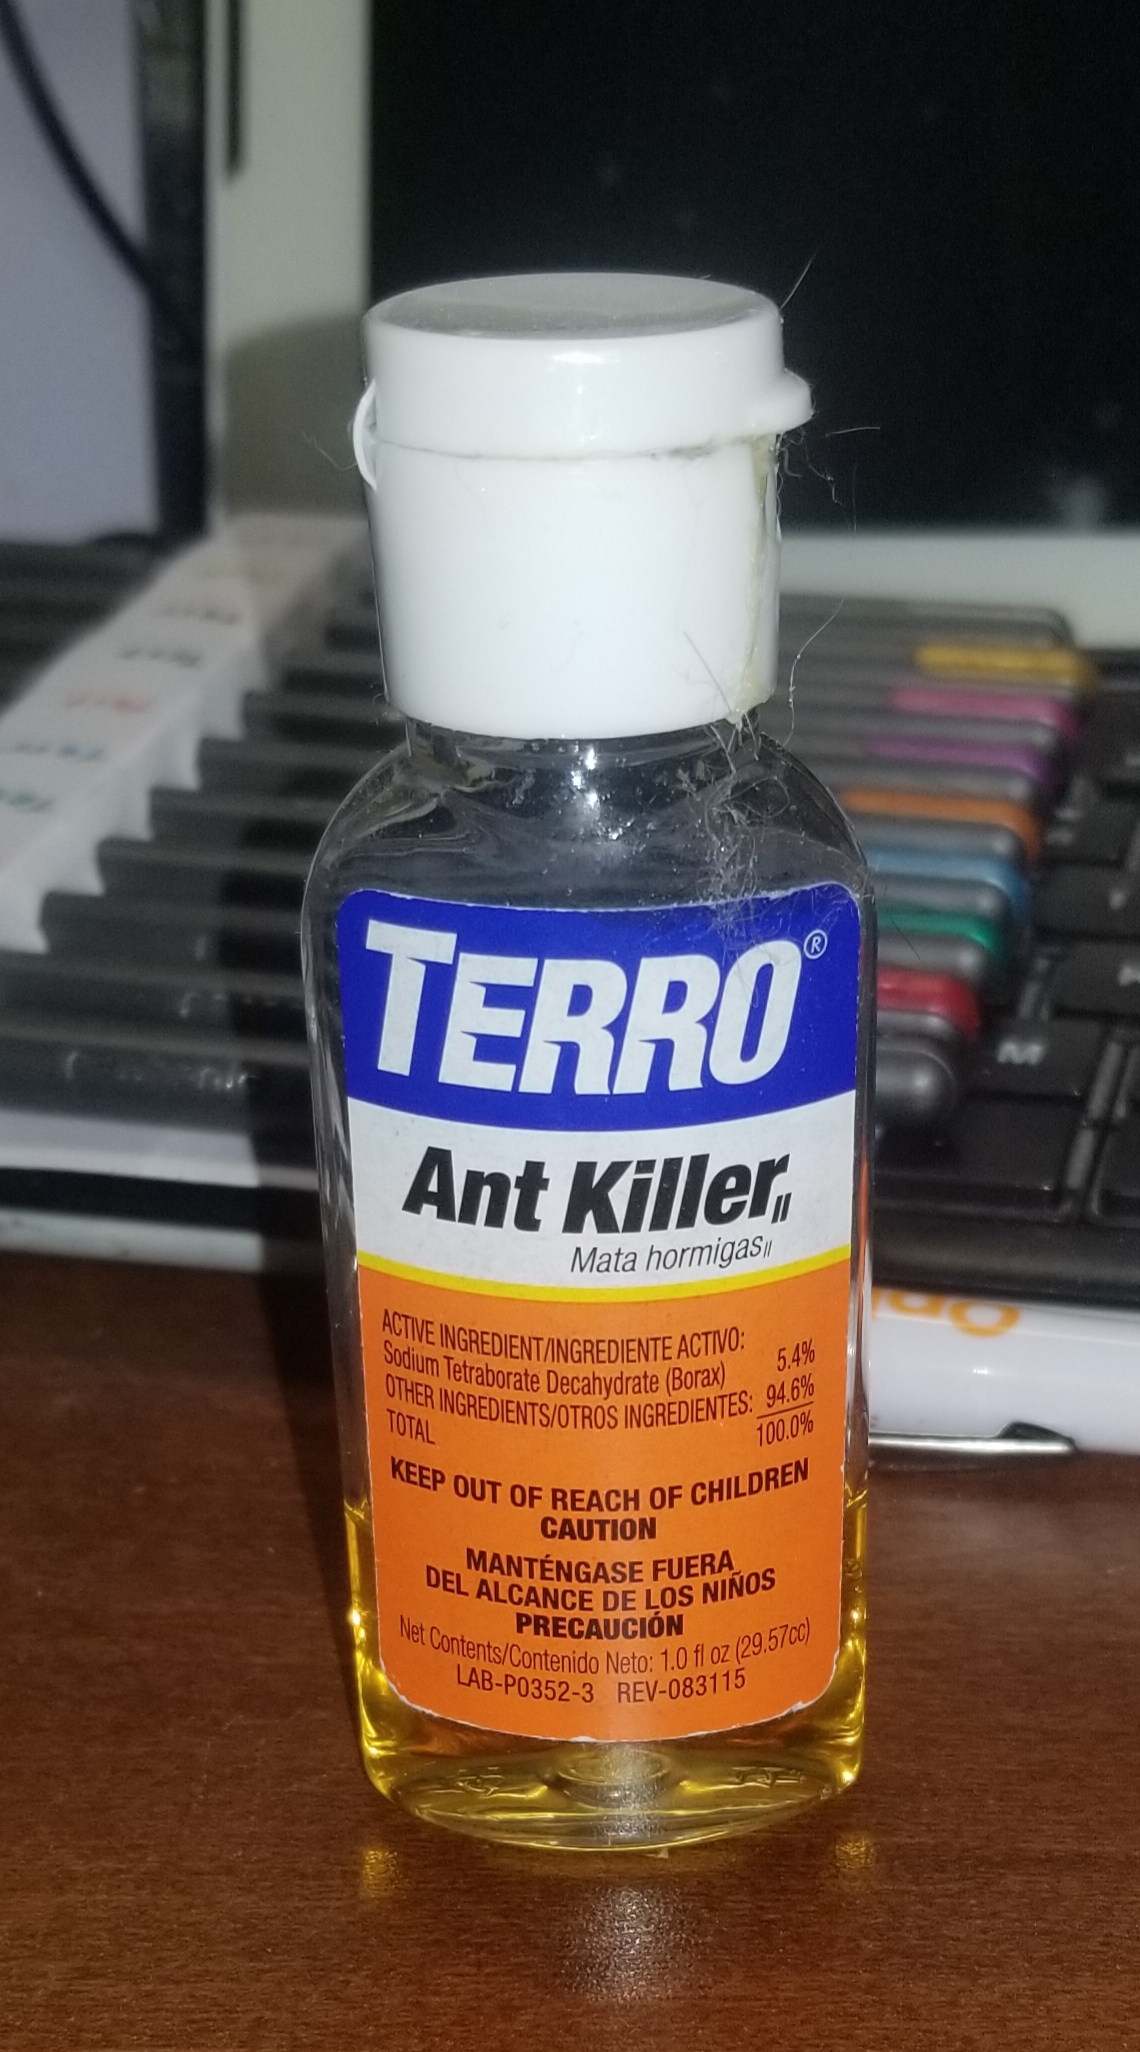 TERRO®
Ant Killer II
Mata hormigas II
ACTIVE INGREDIENT/INGREDIENTE ACTIVO:
Sodium Tetraborate Decahydrate (Borax) 5.4%
OTHER INGREDIENTS/OTROS INGREDIENTES: 94.6%
TOTAL 100.0%
KEEP OUT OF REACH OF CHILDREN
CAUTION
MANTÉNGASE FUERA
DEL ALCANCE DE LOS NIÑOS
PRECAUCIÓN
Net Contents/Contenido Neto: 1.0 fl oz (29.57cc)
LAB-P0352-3 REV-083115
M